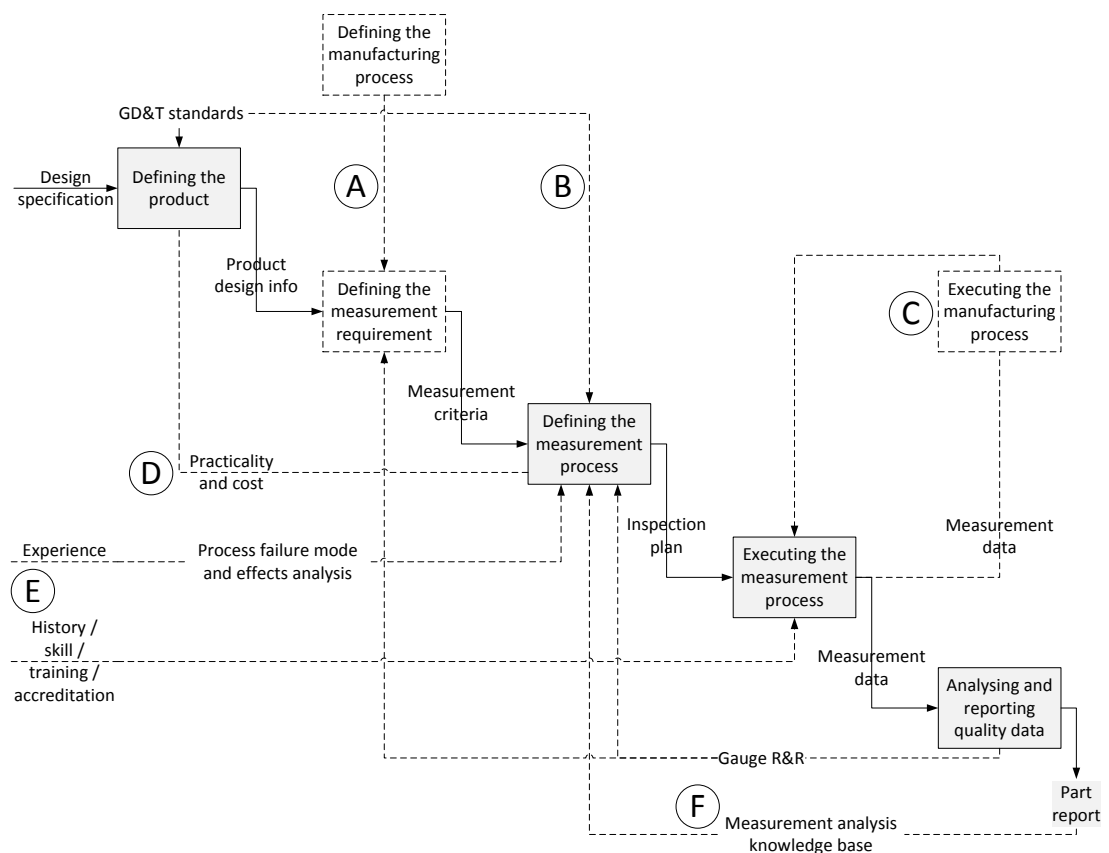 Defining the
manufacturing
process
GD&T standards
Design
specification
Defining the
product
A
B
Product
design info
Defining the
measurement
requirement
C
Executing the
manufacturing
process
Measurement
criteria
Defining the
measurement
process
D
Practicality
and cost
Inspection
plan
Measurement
data
Experience
Process failure mode
and effects analysis
Executing the
measurement
process
E
History /
skill /
training /
accreditation
Measurement
data
Analysing and
reporting
quality data
Gauge R&R
Part
report
F
Measurement analysis
knowledge base